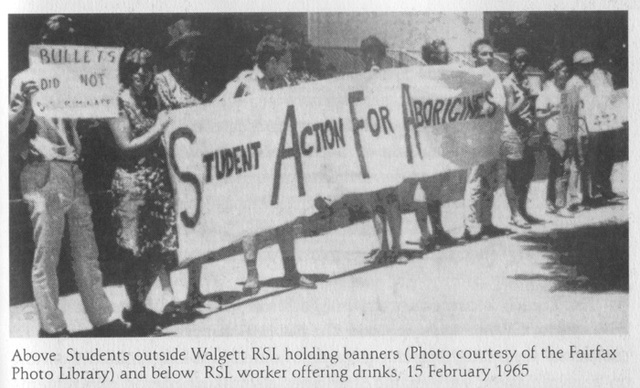 BULLETS
DID NOT
DISCRIMINATE
STUDENT ACTION FOR ABORIGINES
Above: Students outside Walgett RSL holding banners (Photo courtesy of the Fairfax
Photo Library) and below: RSL worker offering drinks, 15 February 1965